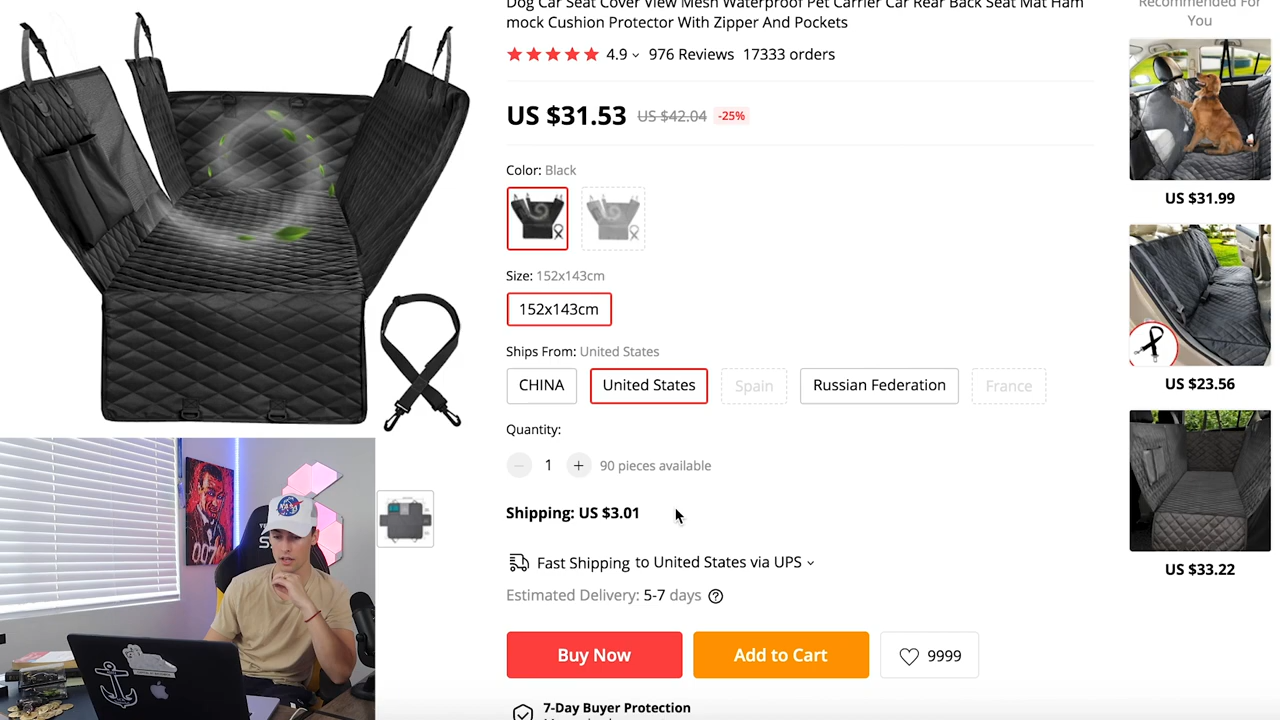 Dog Car Seat Cover View Mesh Waterproof Pet Carrier Car Rear Back Seat Mat Ham
mock Cushion Protector With Zipper And Pockets
4.9 976 Reviews 17333 orders
US $31.53 US $42.04 -25%
Color: Black
Size: 152x143cm
152x143cm
Ships From: United States
CHINA United States Spain Russian Federation France
Quantity:
1 90 pieces available
Shipping: US $3.01
Fast Shipping to United States via UPS
Estimated Delivery: 5-7 days
Buy Now Add to Cart 9999
7-Day Buyer Protection
Recommended For
You
US $31.99
US $23.56
US $33.22
NASA
007